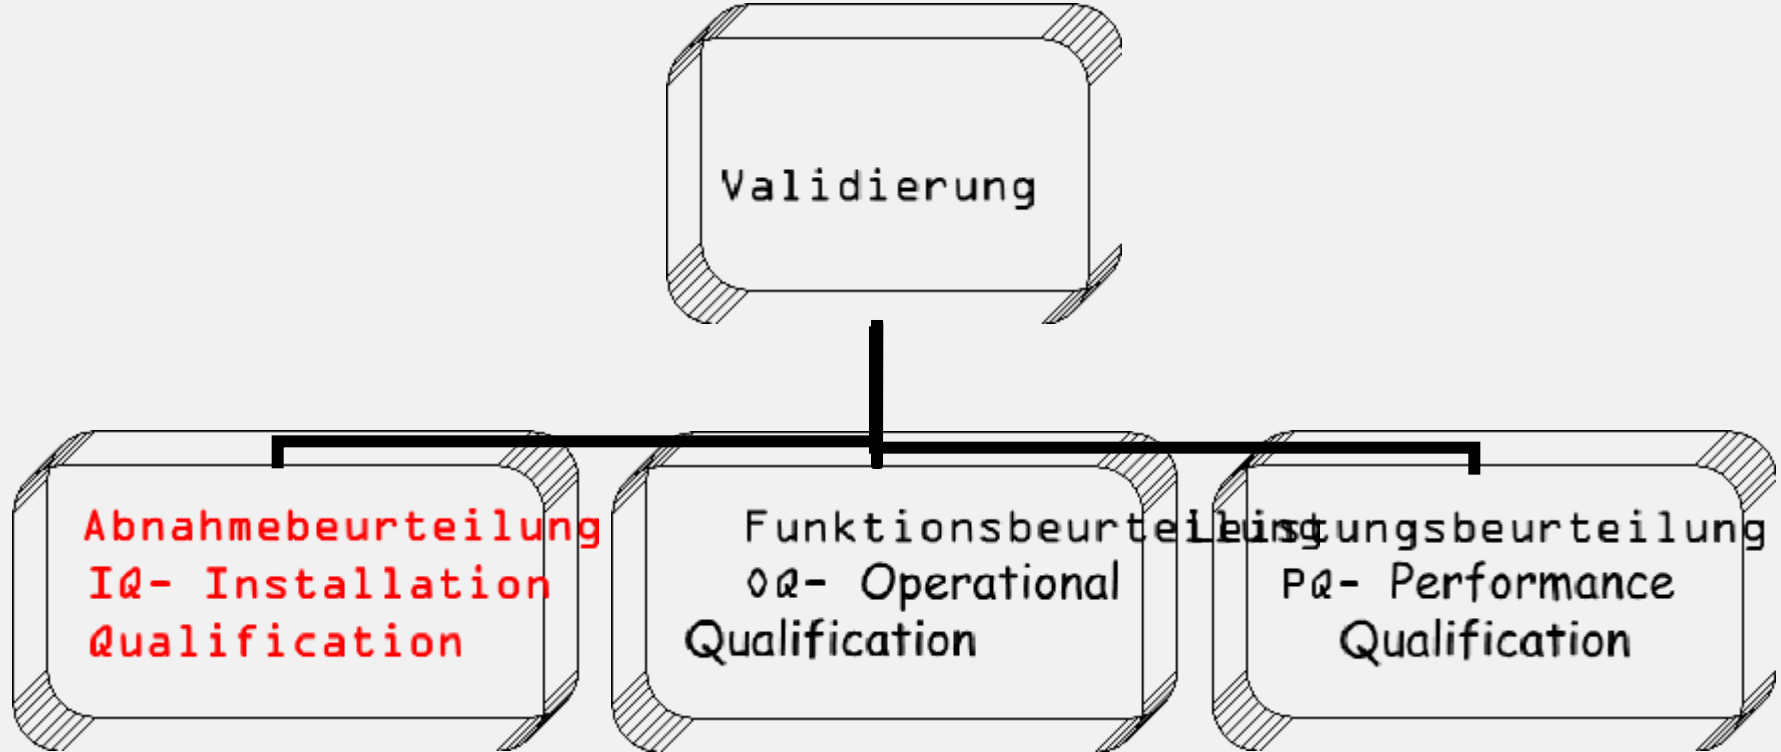 Validierung
Abnahmebeurteilung
IQ- Installation
Qualification
Funktionsbeurteilung
OQ- Operational
Qualification
Leistungsbeurteilung
PQ- Performance
Qualification